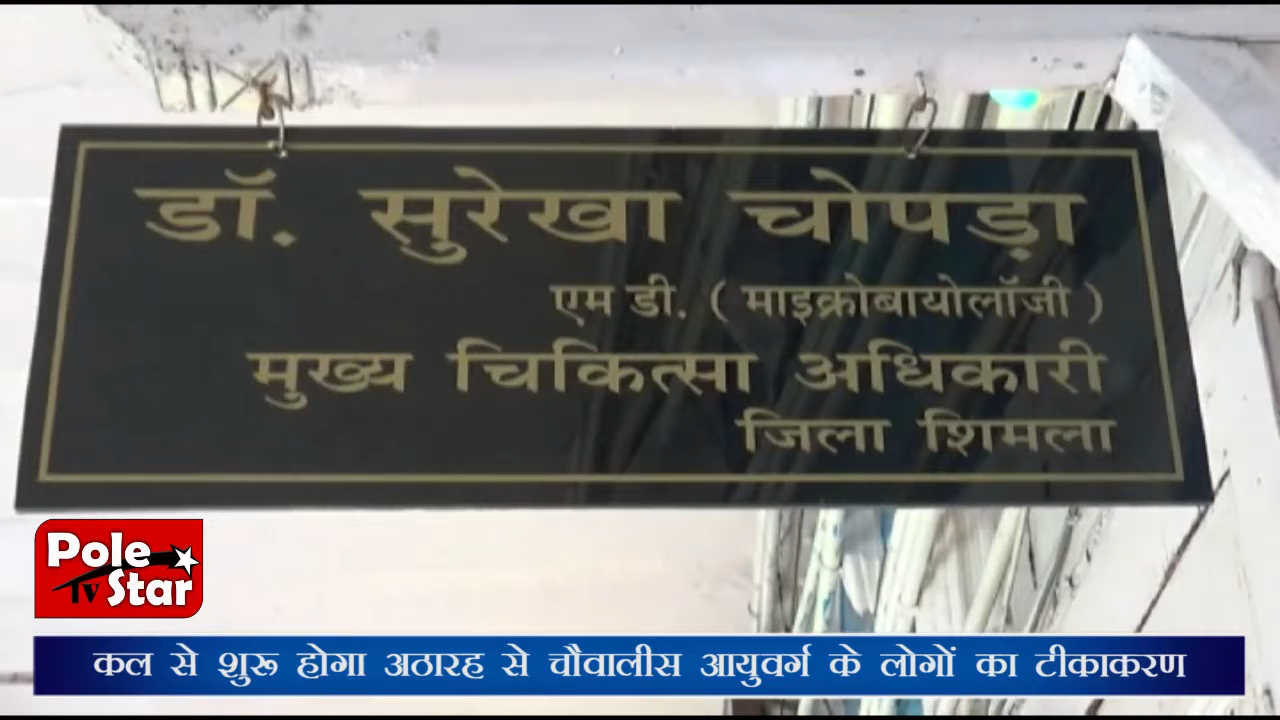 डॉ. सुरेखा चोपड़ा
एम डी. ( माइक्रोबायोलॉजी )
मुख्य चिकित्सा अधिकारी
जिला शिमला
Pole
Tv Star
कल से शुरू होगा अठारह से चौवालीस आयुवर्ग के लोगों का टीकाकरण